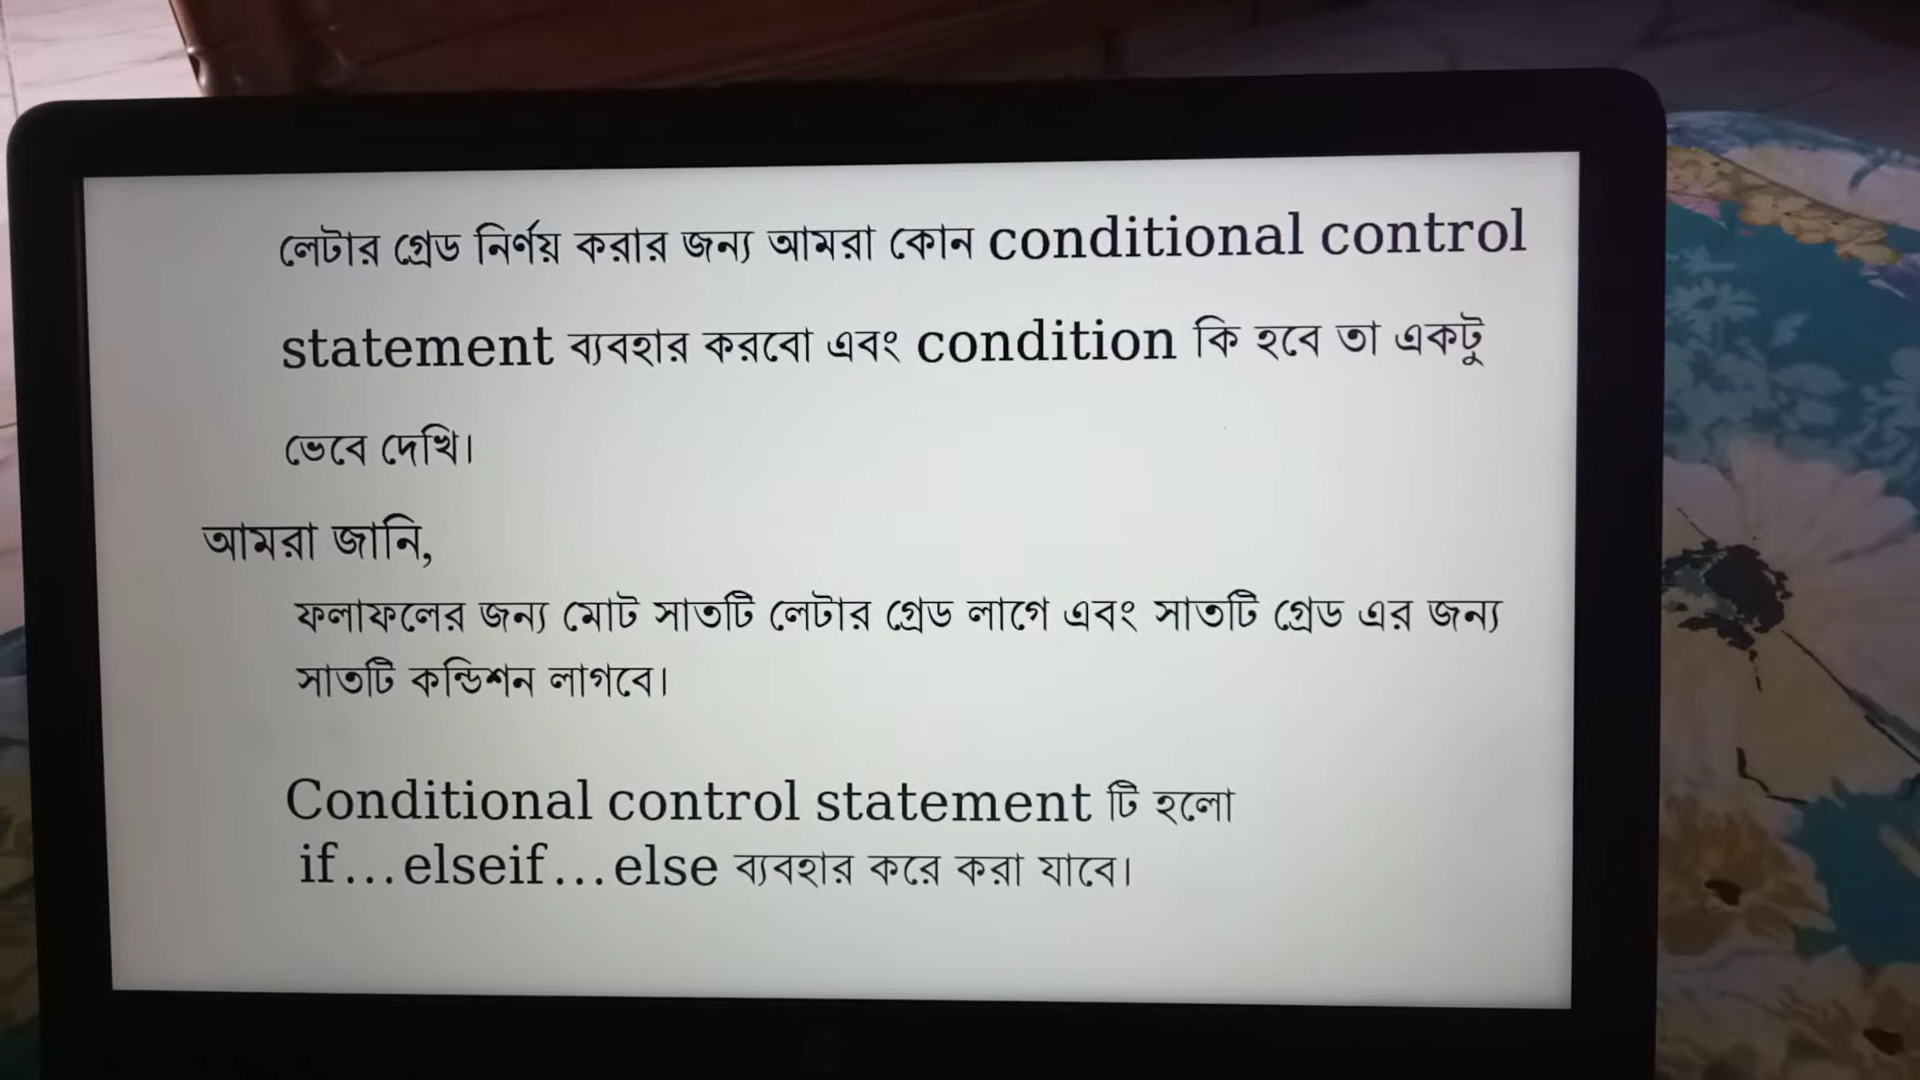 লেটার গ্রেড নির্ণয় করার জন্য আমরা কোন conditional control
statement ব্যবহার করবো এবং condition কি হবে তা একটু
ভেবে দেখি।
আমরা জানি,
ফলাফলের জন্য মোট সাতটি লেটার গ্রেড লাগে এবং সাতটি গ্রেড এর জন্য
সাতটি কন্ডিশন লাগবে।
Conditional control statement টি হলো
if...elseif...else ব্যবহার করে করা যাবে।